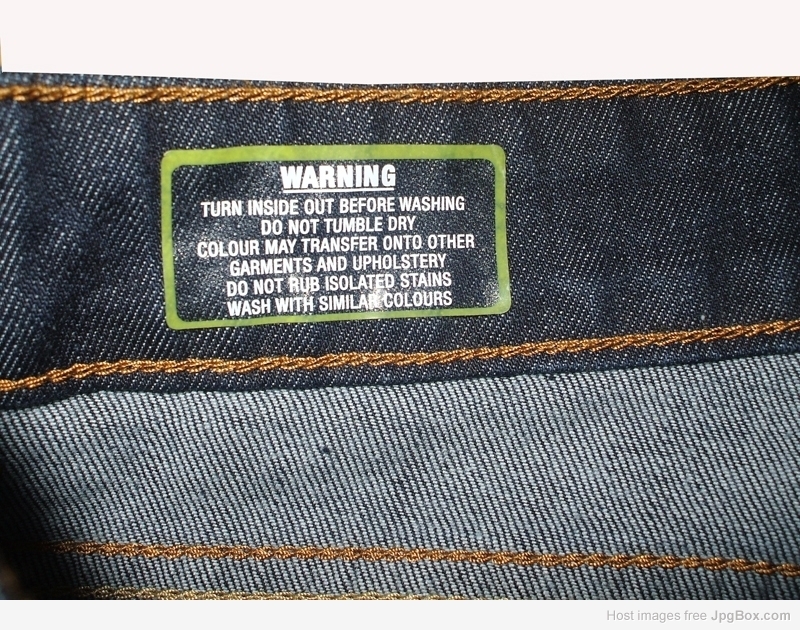 WARNING
TURN INSIDE OUT BEFORE WASHING
DO NOT TUMBLE DRY
COLOUR MAY TRANSFER ONTO OTHER
GARMENTS AND UPHOLSTERY
DO NOT RUB ISOLATED STAINS
WASH WITH SIMILAR COLOURS
Host images free JpgBox.com